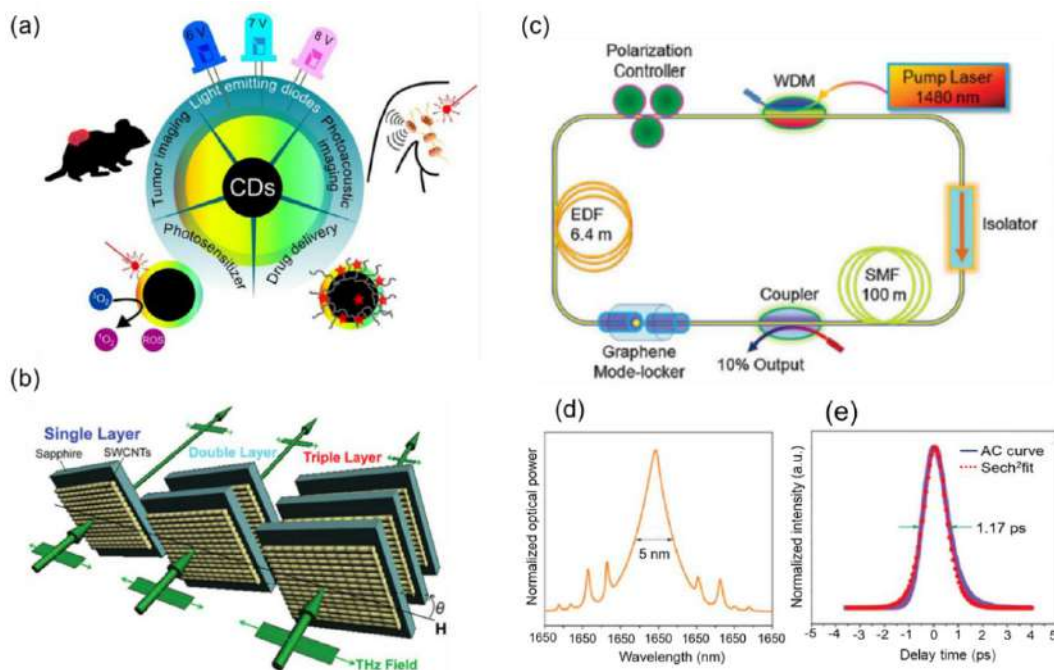 (a)
6 V
7 V
8 V
Light emitting diodes
Tumor imaging
Photoacoustic
imaging
CDs
Photosensitizer
Drug delivery
³O₂
¹O₂
ROS
(b)
Single Layer
Sapphire
SWCNTs
Double Layer
Triple Layer
θ
H
THz Field
(c)
Polarization
Controller
WDM
Pump Laser
1480 nm
EDF
6.4 m
Isolator
SMF
100 m
Coupler
Graphene
Mode-locker
10% Output
(d)
Normalized optical power
5 nm
1650 1650 1650 1650 1650 1650 1650
Wavelength (nm)
(e)
Normalized intensity (a.u.)
AC curve
Sech²fit
1.17 ps
-5 -4 -3 -2 -1 0 1 2 3 4 5
Delay time (ps)